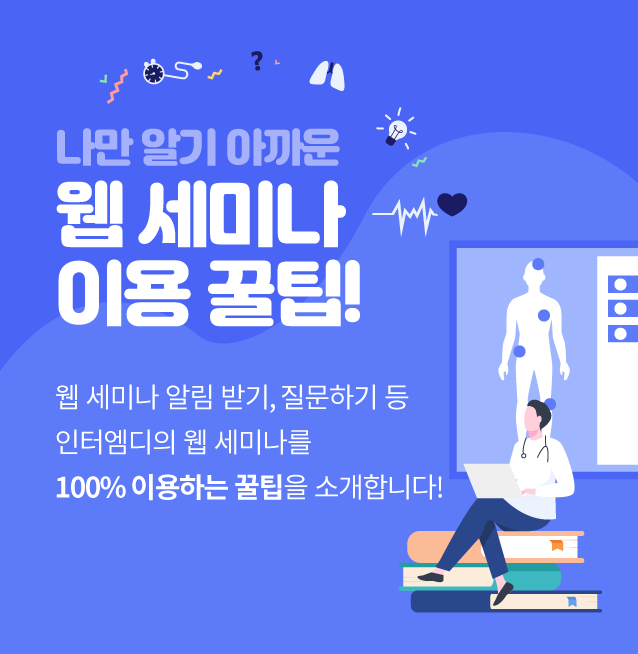 나만 알기 아까운
웹 세미나
이용 꿀팁!
웹 세미나 알림 받기, 질문하기 등
인터엠디의 웹 세미나를
100% 이용하는 꿀팁을 소개합니다!